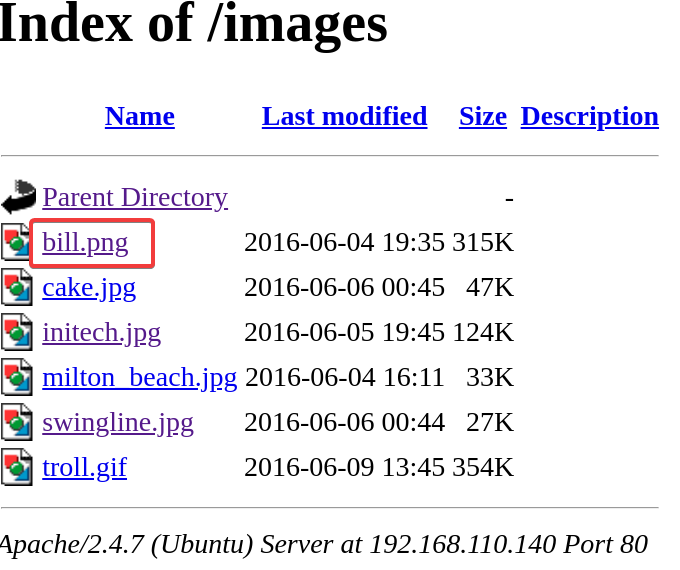 Index of /images
Name Last modified Size Description
Parent Directory -
bill.png 2016-06-04 19:35 315K
cake.jpg 2016-06-06 00:45 47K
initech.jpg 2016-06-05 19:45 124K
milton_beach.jpg 2016-06-04 16:11 33K
swingline.jpg 2016-06-06 00:44 27K
troll.gif 2016-06-09 13:45 354K
Apache/2.4.7 (Ubuntu) Server at 192.168.110.140 Port 80